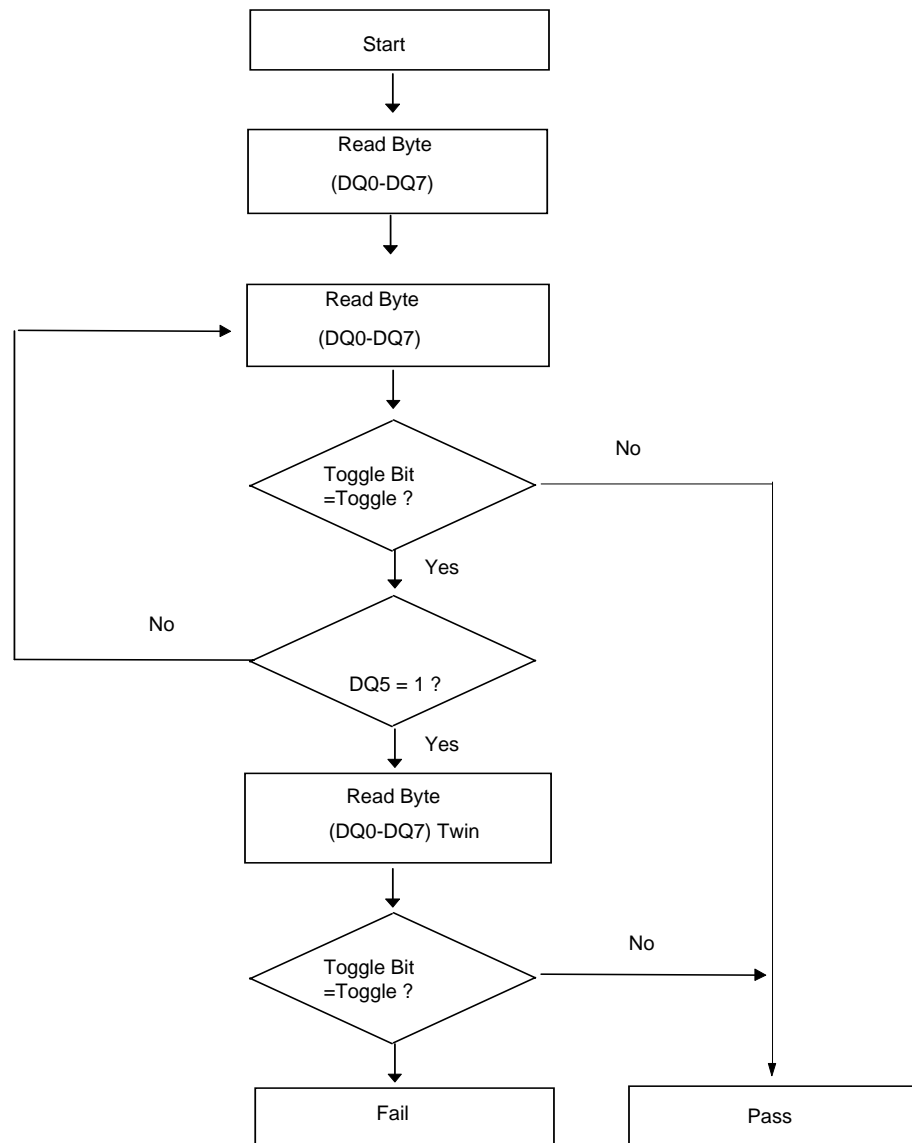 Start
Read Byte
(DQ0-DQ7)
Read Byte
(DQ0-DQ7)
No
Toggle Bit
=Toggle ?
Yes
No
DQ5 = 1 ?
Yes
Read Byte
(DQ0-DQ7) Twin
No
Toggle Bit
=Toggle ?
Fail
Pass